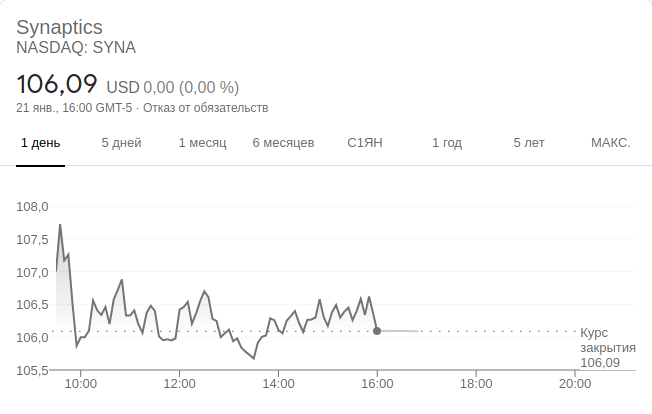 Synaptics
NASDAQ: SYNA
106,09 USD 0,00 (0,00 %)
21 янв., 16:00 GMT-5 · Отказ от обязательств
1 день 5 дней 1 месяц 6 месяцев С1ЯН 1 год 5 лет МАКС.
108,0
107,5
107,0
106,5
106,0
105,5
Курс
закрытия
106,09
10:00 12:00 14:00 16:00 18:00 20:00